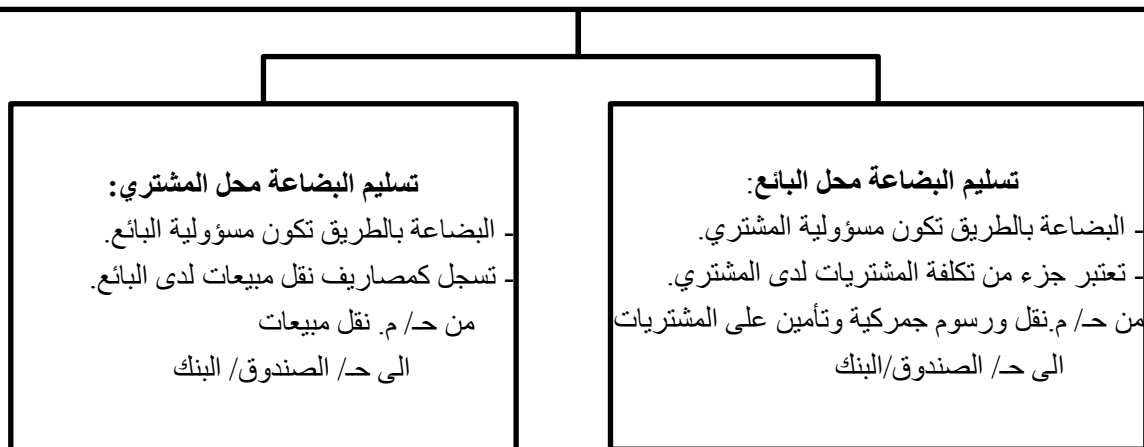 تسليم البضاعة محل البائع:
- البضاعة بالطريق تكون مسؤولية المشتري.
- تعتبر جزء من تكلفة المشتريات لدى المشتري.
من حـ/ م.نقل ورسوم جمركية وتأمين على المشتريات
الى حـ/ الصندوق/البنك
تسليم البضاعة محل المشتري:
- البضاعة بالطريق تكون مسؤولية البائع.
- تسجل كمصاريف نقل مبيعات لدى البائع.
من حـ/ م. نقل مبيعات
الى حـ/ الصندوق/ البنك